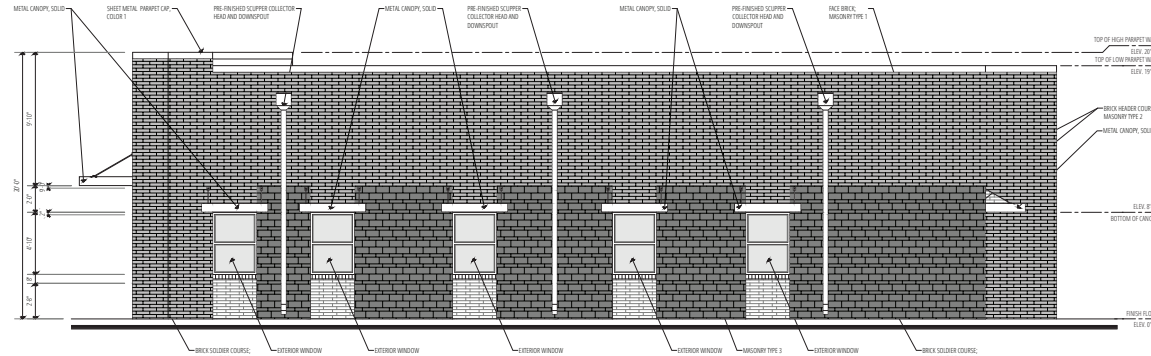 METAL CANOPY, SOLID
SHEET METAL PARAPET CAP,
COLOR 1
PRE-FINISHED SCUPPER COLLECTOR
HEAD AND DOWNSPOUT
METAL CANOPY, SOLID
PRE-FINISHED SCUPPER
COLLECTOR HEAD AND
DOWNSPOUT
METAL CANOPY, SOLID
PRE-FINISHED SCUPPER
COLLECTOR HEAD AND
DOWNSPOUT
FACE BRICK;
MASONRY TYPE 1
TOP OF HIGH PARAPET WA
ELEV. 20'
TOP OF LOW PARAPET WA
ELEV. 19'
BRICK HEADER COUR
MASONRY TYPE 2
METAL CANOPY, SOLI
9'-10"
20'-0"
2'-0"
4'-10"
2'-8"
ELEV. 8'
BOTTOM OF CANO
FINISH FLO
ELEV. 0'
BRICK SOLDIER COURSE;
EXTERIOR WINDOW
EXTERIOR WINDOW
EXTERIOR WINDOW
EXTERIOR WINDOW
MASONRY TYPE 3
EXTERIOR WINDOW
BRICK SOLDIER COURSE;